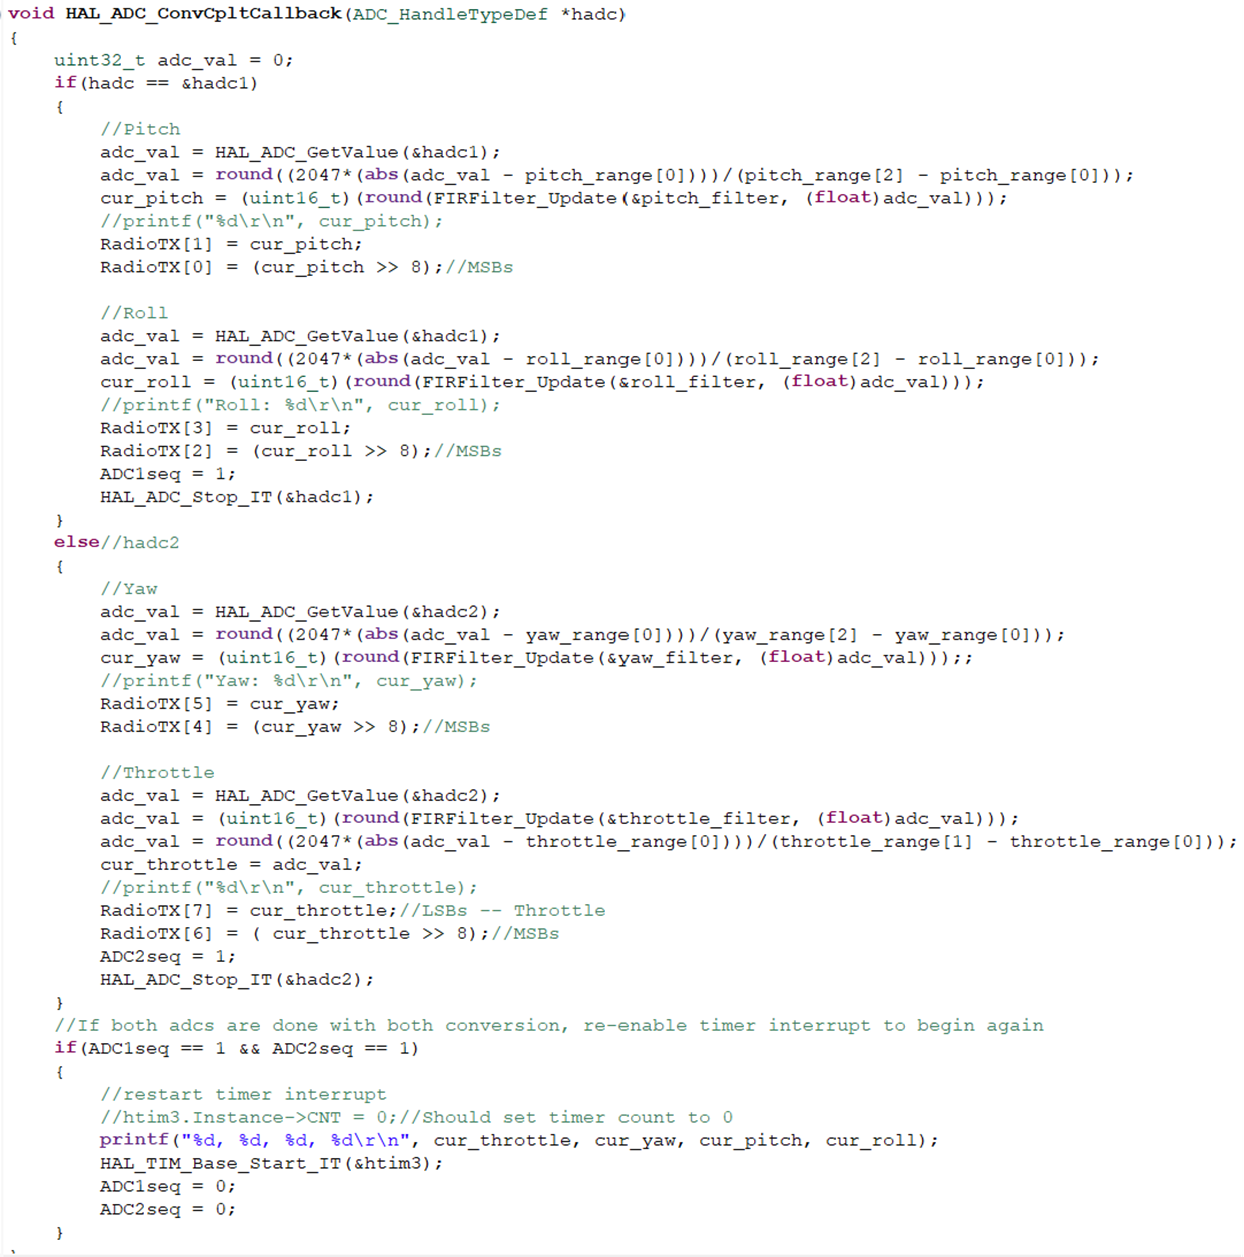 void HAL_ADC_ConvCpltCallback(ADC_HandleTypeDef *hadc)
{
    uint32_t adc_val = 0;
    if(hadc == &hadc1)
    {
        //Pitch
        adc_val = HAL_ADC_GetValue(&hadc1);
        adc_val = round((2047*(abs(adc_val - pitch_range[0])))/(pitch_range[2] - pitch_range[0]));
        cur_pitch = (uint16_t)(round(FIRFilter_Update(&pitch_filter, (float)adc_val)));
        //printf("%d\r\n", cur_pitch);
        RadioTX[1] = cur_pitch;
        RadioTX[0] = (cur_pitch >> 8);//MSBs

        //Roll
        adc_val = HAL_ADC_GetValue(&hadc1);
        adc_val = round((2047*(abs(adc_val - roll_range[0])))/(roll_range[2] - roll_range[0]));
        cur_roll = (uint16_t)(round(FIRFilter_Update(&roll_filter, (float)adc_val)));
        //printf("Roll: %d\r\n", cur_roll);
        RadioTX[3] = cur_roll;
        RadioTX[2] = (cur_roll >> 8);//MSBs
        ADC1seq = 1;
        HAL_ADC_Stop_IT(&hadc1);
    }
    else//hadc2
    {
        //Yaw
        adc_val = HAL_ADC_GetValue(&hadc2);
        adc_val = round((2047*(abs(adc_val - yaw_range[0])))/(yaw_range[2] - yaw_range[0]));
        cur_yaw = (uint16_t)(round(FIRFilter_Update(&yaw_filter, (float)adc_val)));;
        //printf("Yaw: %d\r\n", cur_yaw);
        RadioTX[5] = cur_yaw;
        RadioTX[4] = (cur_yaw >> 8);//MSBs

        //Throttle
        adc_val = HAL_ADC_GetValue(&hadc2);
        adc_val = (uint16_t)(round(FIRFilter_Update(&throttle_filter, (float)adc_val)));
        adc_val = round((2047*(abs(adc_val - throttle_range[0])))/(throttle_range[1] - throttle_range[0]));
        cur_throttle = adc_val;
        //printf("%d\r\n", cur_throttle);
        RadioTX[7] = cur_throttle;//LSBs -- Throttle
        RadioTX[6] = ( cur_throttle >> 8);//MSBs
        ADC2seq = 1;
        HAL_ADC_Stop_IT(&hadc2);
    }
    //If both adcs are done with both conversion, re-enable timer interrupt to begin again
    if(ADC1seq == 1 && ADC2seq == 1)
    {
        //restart timer interrupt
        //htim3.Instance->CNT = 0;//Should set timer count to 0
        printf("%d, %d, %d, %d\r\n", cur_throttle, cur_yaw, cur_pitch, cur_roll);
        HAL_TIM_Base_Start_IT(&htim3);
        ADC1seq = 0;
        ADC2seq = 0;
    }